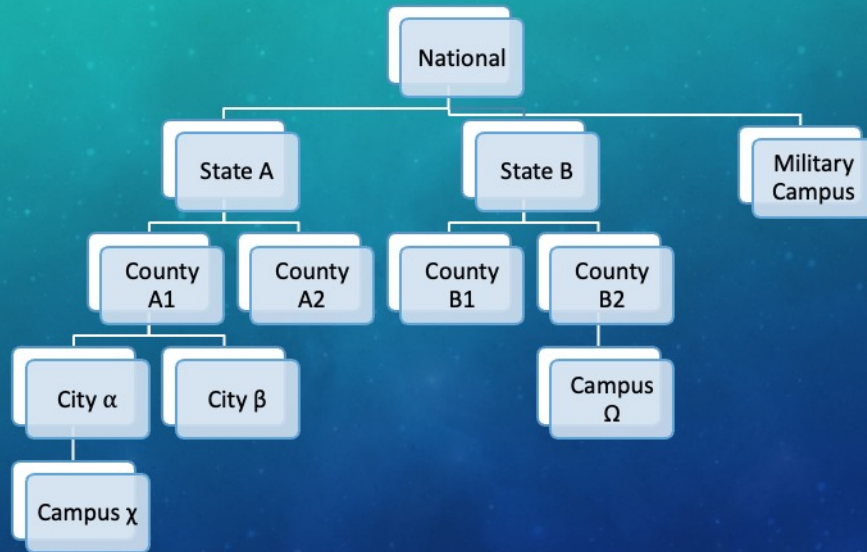 National
State A
State B
Military
Campus
County
A1
County
A2
County
B1
County
B2
City α
City β
Campus
Ω
Campus χ